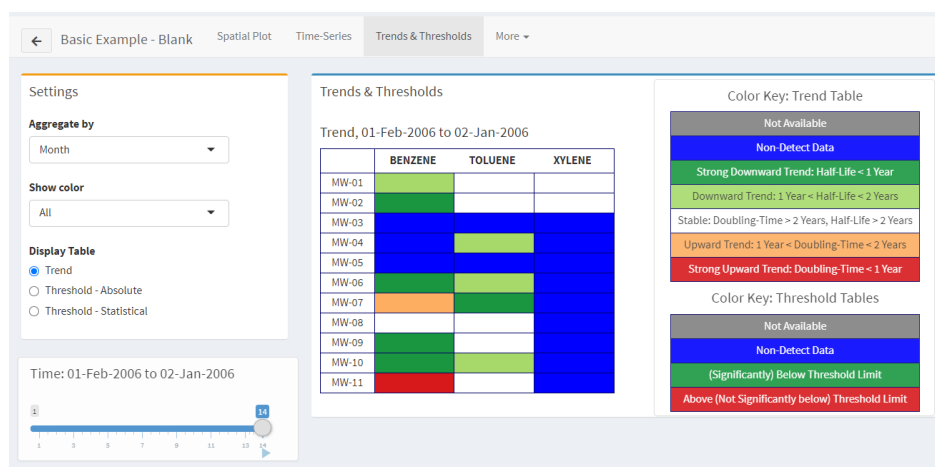 Basic Example - Blank
Spatial Plot
Time-Series
Trends & Thresholds
More
Settings
Aggregate by
Month
Show color
All
Display Table
Trend
Threshold - Absolute
Threshold - Statistical
Time: 01-Feb-2006 to 02-Jan-2006
1
14
1 3 5 7 9 11 13 14
Trends & Thresholds
Trend, 01-Feb-2006 to 02-Jan-2006
BENZENE TOLUENE XYLENE
MW-01
MW-02
MW-03
MW-04
MW-05
MW-06
MW-07
MW-08
MW-09
MW-10
MW-11
Color Key: Trend Table
Not Available
Non-Detect Data
Strong Downward Trend: Half-Life < 1 Year
Downward Trend: 1 Year < Half-Life < 2 Years
Stable: Doubling-Time > 2 Years, Half-Life > 2 Years
Upward Trend: 1 Year < Doubling-Time < 2 Years
Strong Upward Trend: Doubling-Time < 1 Year
Color Key: Threshold Tables
Not Available
Non-Detect Data
(Significantly) Below Threshold Limit
Above (Not Significantly below) Threshold Limit